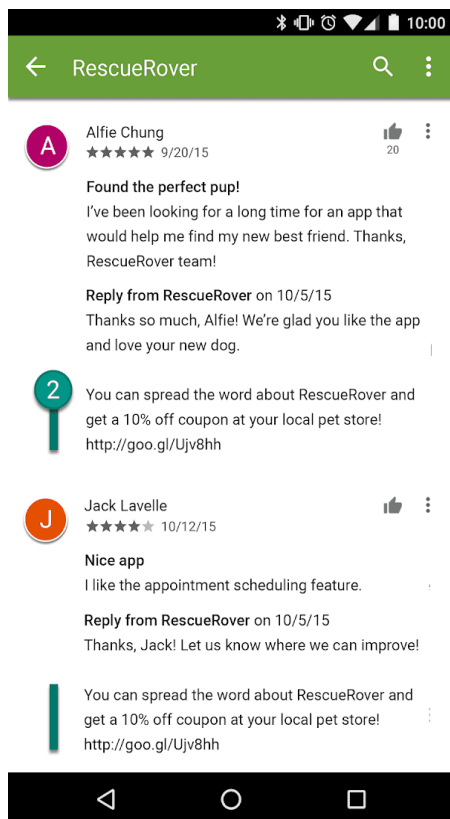 10:00
RescueRover
A
Alfie Chung
★★★★★ 9/20/15
20
Found the perfect pup!
I've been looking for a long time for an app that
would help me find my new best friend. Thanks,
RescueRover team!
Reply from RescueRover on 10/5/15
Thanks so much, Alfie! We're glad you like the app
and love your new dog.
2
You can spread the word about RescueRover and
get a 10% off coupon at your local pet store!
http://goo.gl/Ujv8hh
J
Jack Lavelle
★★★★★ 10/12/15
Nice app
I like the appointment scheduling feature.
Reply from RescueRover on 10/5/15
Thanks, Jack! Let us know where we can improve!
You can spread the word about RescueRover and
get a 10% off coupon at your local pet store!
http://goo.gl/Ujv8hh